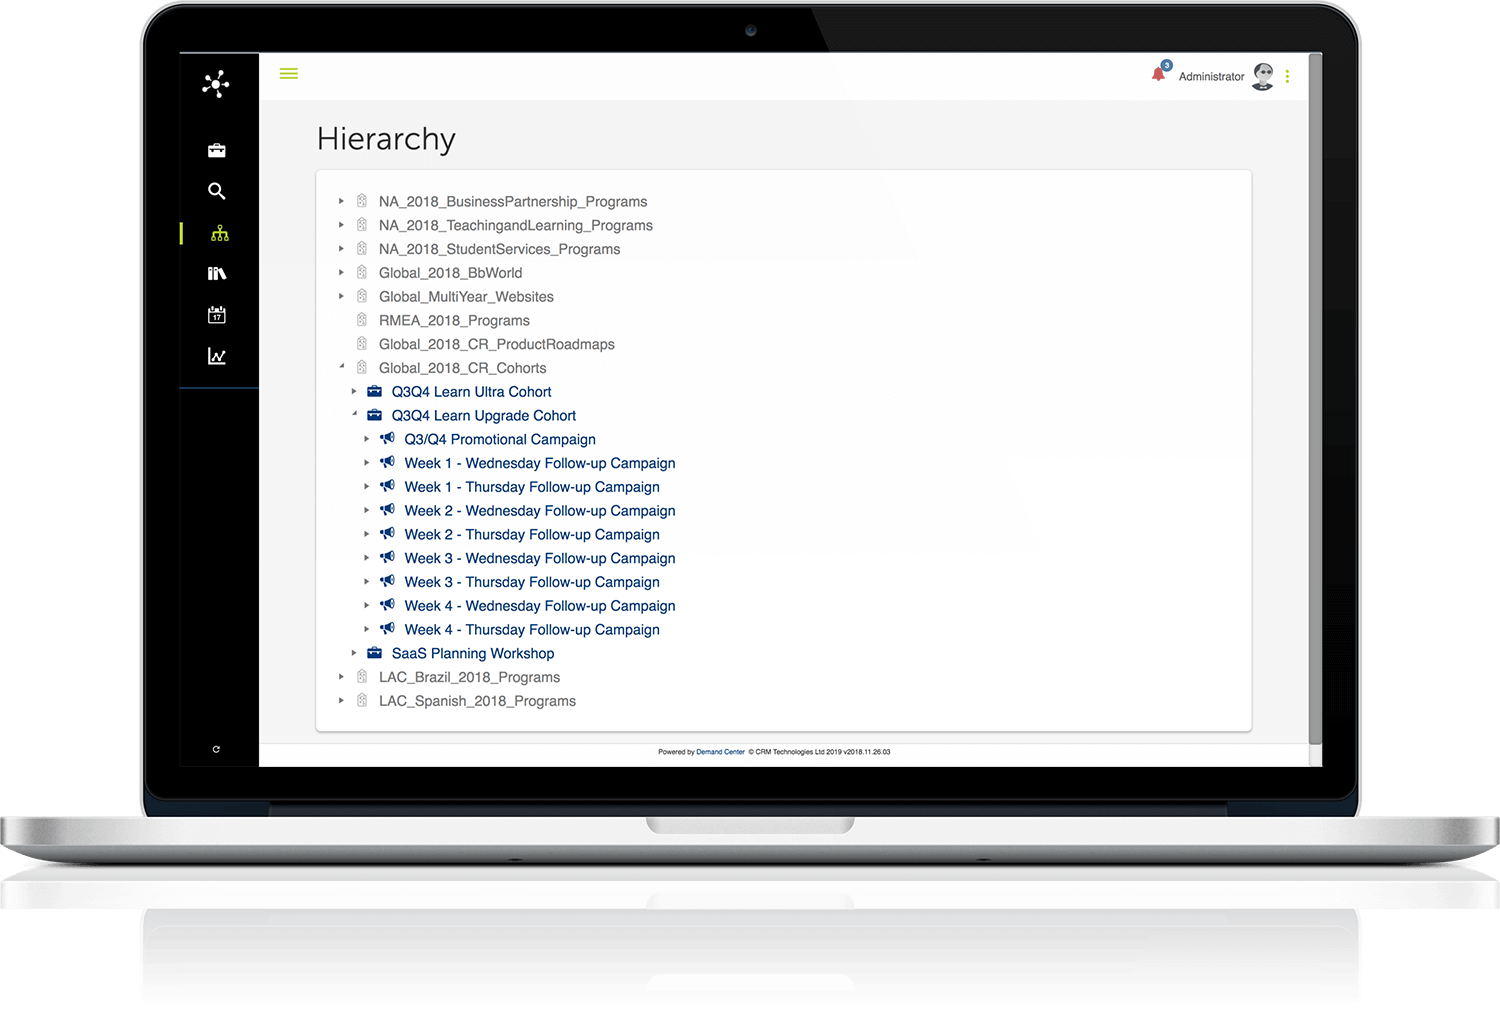 3
Administrator
Hierarchy
NA_2018_BusinessPartnership_Programs
NA_2018_TeachingandLearning_Programs
NA_2018_StudentServices_Programs
Global_2018_BbWorld
Global_MultiYear_Websites
RMEA_2018_Programs
Global_2018_CR_ProductRoadmaps
Global_2018_CR_Cohorts
Q3Q4 Learn Ultra Cohort
Q3Q4 Learn Upgrade Cohort
Q3/Q4 Promotional Campaign
Week 1 - Wednesday Follow-up Campaign
Week 1 - Thursday Follow-up Campaign
Week 2 - Wednesday Follow-up Campaign
Week 2 - Thursday Follow-up Campaign
Week 3 - Wednesday Follow-up Campaign
Week 3 - Thursday Follow-up Campaign
Week 4 - Wednesday Follow-up Campaign
Week 4 - Thursday Follow-up Campaign
SaaS Planning Workshop
LAC_Brazil_2018_Programs
LAC_Spanish_2018_Programs
17
Powered by Demand Center © CRM Technologies Ltd 2019 v2018.11.26.03